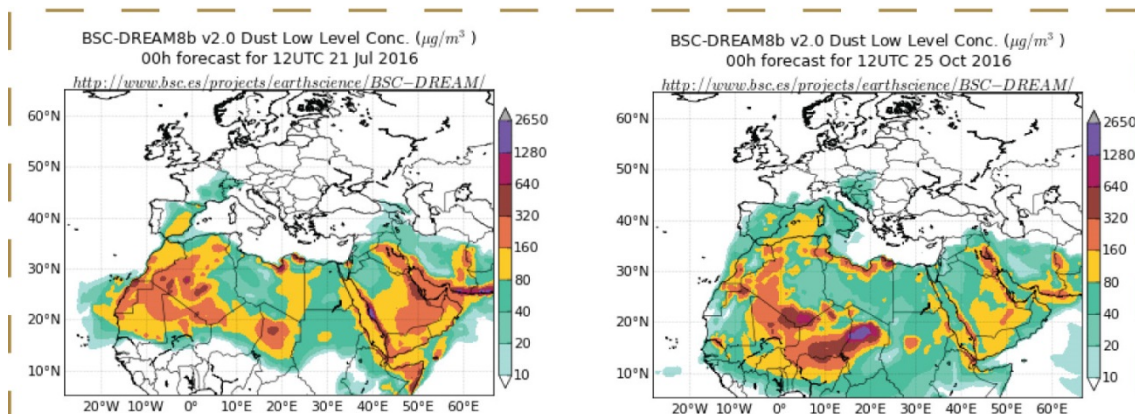 BSC-DREAM8b v2.0 Dust Low Level Conc. (μg/m³ )
00h forecast for 12UTC 21 Jul 2016
http://www.bsc.es/projects/earthscience/BSC−DREAM/
60°N
50°N
40°N
30°N
20°N
10°N
20°W 10°W 0° 10°E 20°E 30°E 40°E 50°E 60°E
2650
1280
640
320
160
80
40
20
10
BSC-DREAM8b v2.0 Dust Low Level Conc. (μg/m³ )
00h forecast for 12UTC 25 Oct 2016
http://www.bsc.es/projects/earthscience/BSC−DREAM/
60°N
50°N
40°N
30°N
20°N
10°N
20°W 10°W 0° 10°E 20°E 30°E 40°E 50°E 60°E
2650
1280
640
320
160
80
40
20
10